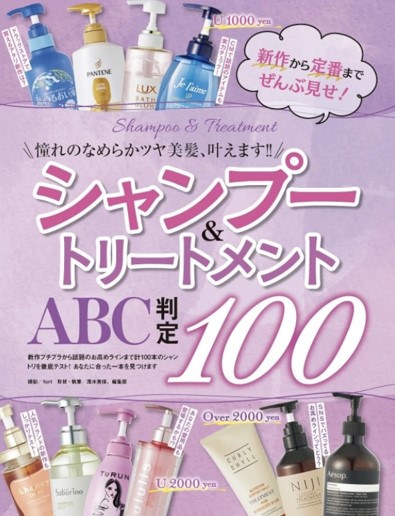 U 1000 yen
PANTENE
LUX
BATH
Je l'aime
新作から定番まで
ぜんぶ見せ！
Shampoo & Treatment
憧れのなめらかツヤ美髪、叶えます!!
シャンプー
&
トリートメント
ABC判定100
新作プチプラから話題のお高めラインまで計100本のシャン
トリを徹底テスト！ あなたに合った一本を見つけます
Over 2000 yen
U 2000 yen
TURUN
CURLY
SHYLL
NIJI
Aesop.